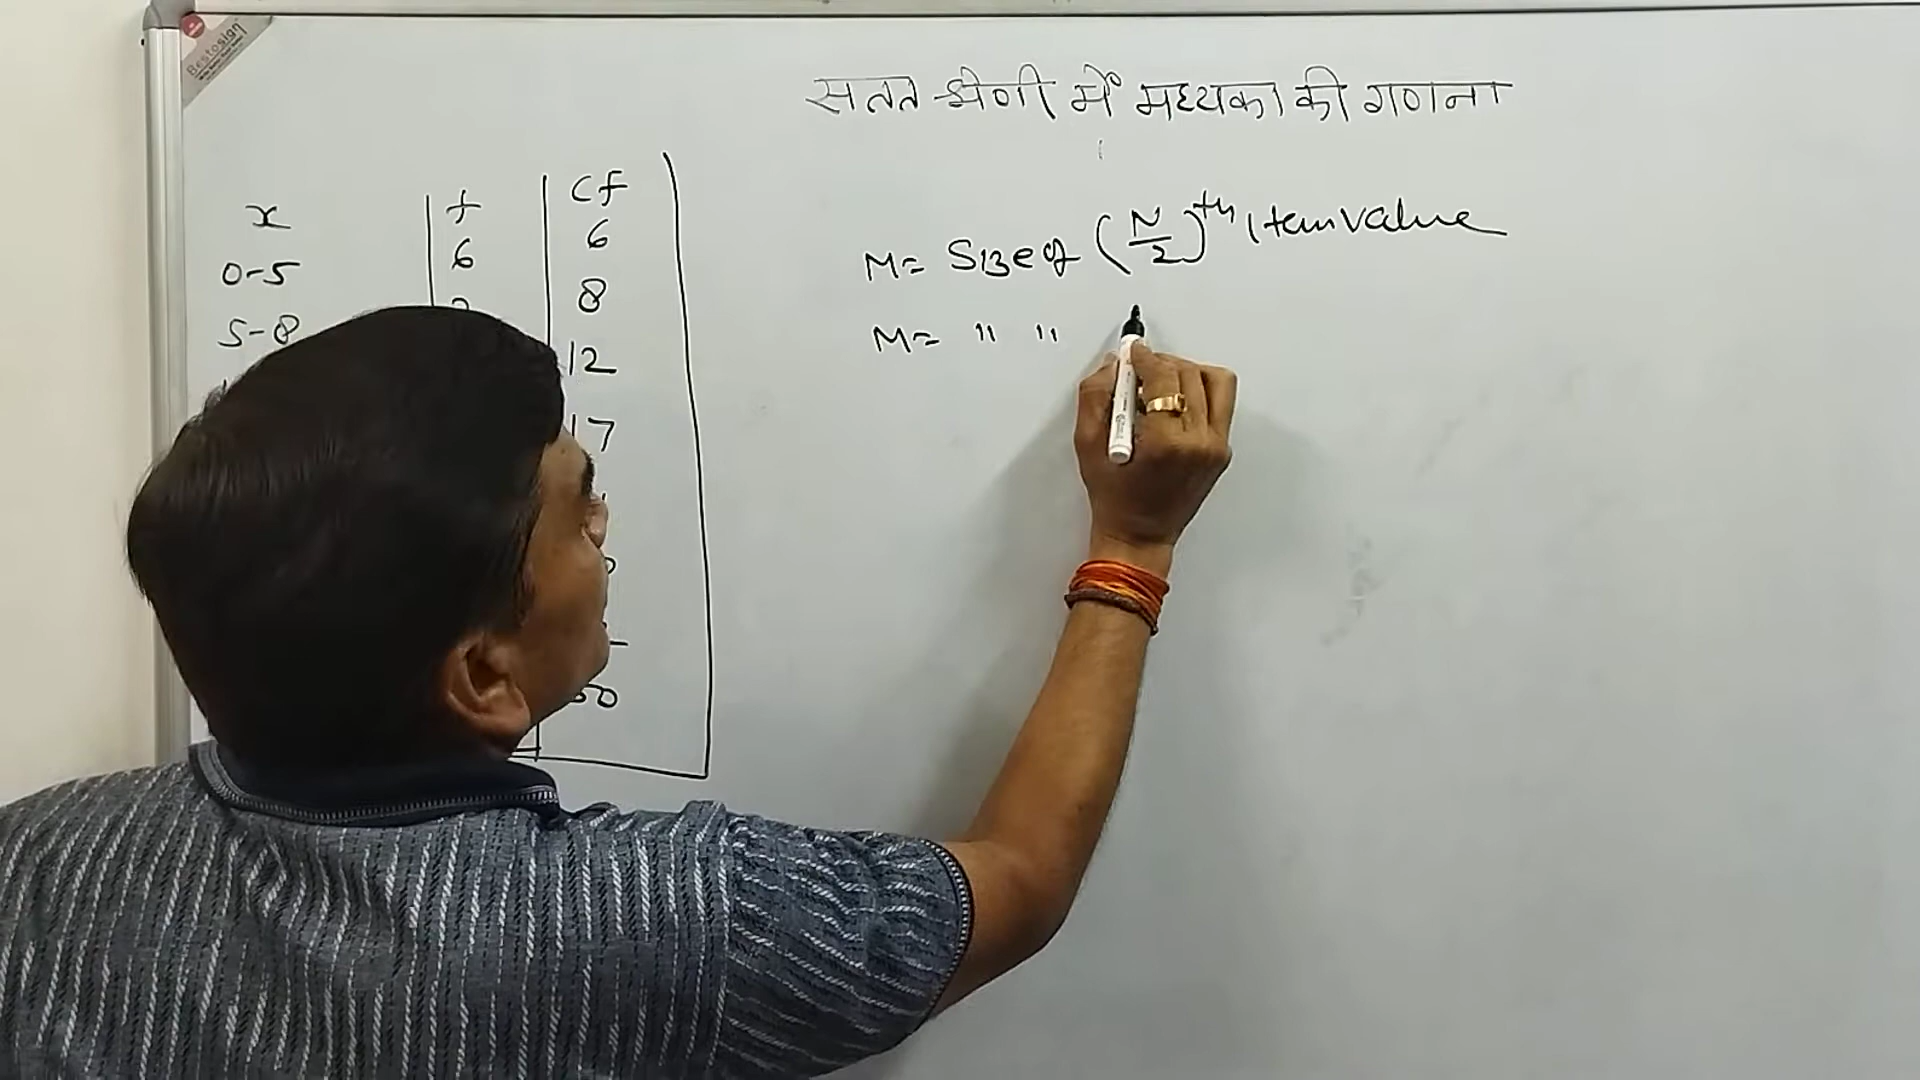 Bestosign
सतत श्रेणी में मध्यका की गणना
x f cf
0-5 6 6
5-8 8
12
17
M= Size of (N/2)th Item Value
M= " "